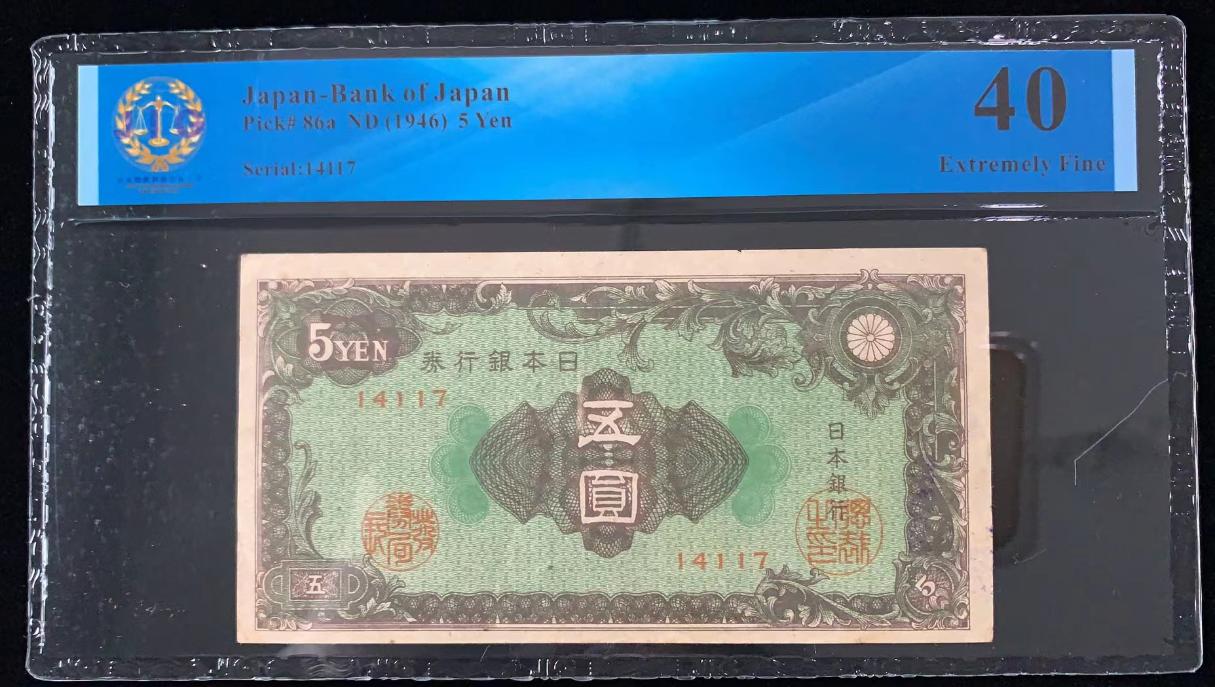 Japan-Bank of Japan
Pick# 86a ND (1946) 5 Yen
Serial:14117
40
Extremely Fine
5YEN
券行銀本日
14117
五圓
日本銀行
14117
五
5